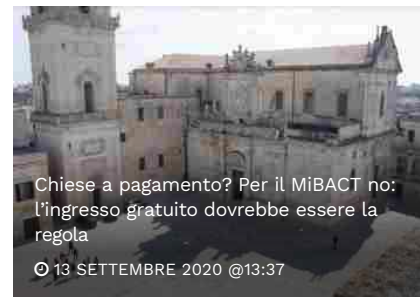 Chiese a pagamento? Per il MiBACT no:
l’ingresso gratuito dovrebbe essere la
regola
13 SETTEMBRE 2020 @13:37